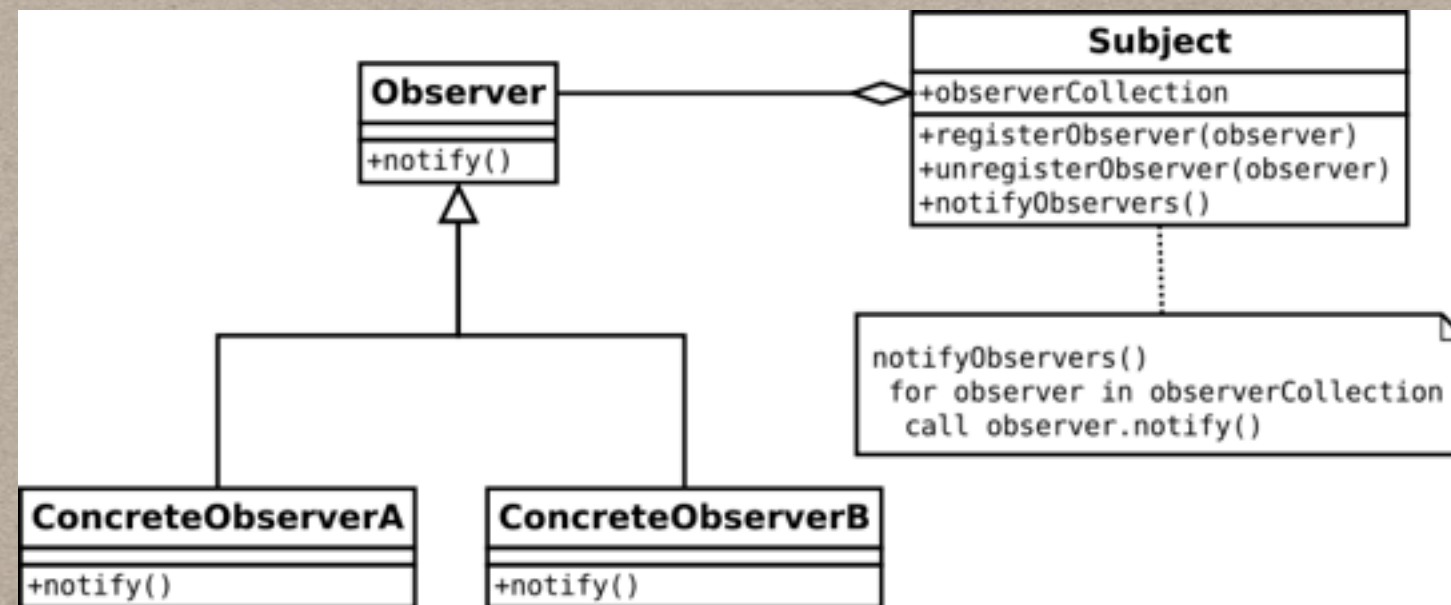 Observer
+notify()
Subject
+observerCollection
+registerObserver(observer)
+unregisterObserver(observer)
+notifyObservers()
notifyObservers()
for observer in observerCollection
call observer.notify()
ConcreteObserverA
+notify()
ConcreteObserverB
+notify()